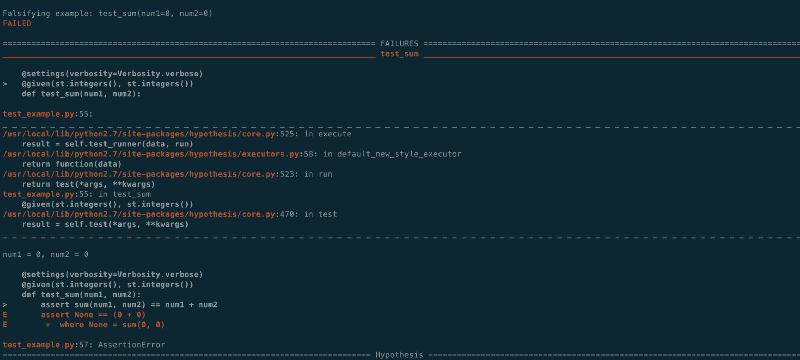 Falsifying example: test_sum(num1=0, num2=0)
FAILED
=============================================================================== FAILURES ===============================================================================
_______________________________________________________________________________ test_sum _______________________________________________________________________________
@settings(verbosity=Verbosity.verbose)
> @given(st.integers(), st.integers())
def test_sum(num1, num2):
test_example.py:55:
_ _ _ _ _ _ _ _ _ _ _ _ _ _ _ _ _ _ _ _ _ _ _ _ _ _ _ _ _ _ _ _ _ _ _ _ _ _ _ _ _ _ _ _ _ _ _ _ _ _ _ _ _ _ _ _ _ _ _ _ _ _ _ _ _ _ _ _ _ _ _ _ _ _ _ _ _ _ _ _
/usr/local/lib/python2.7/site-packages/hypothesis/core.py:525: in execute
result = self.test_runner(data, run)
/usr/local/lib/python2.7/site-packages/hypothesis/executors.py:58: in default_new_style_executor
return function(data)
/usr/local/lib/python2.7/site-packages/hypothesis/core.py:523: in run
return test(*args, **kwargs)
test_example.py:55: in test_sum
@given(st.integers(), st.integers())
/usr/local/lib/python2.7/site-packages/hypothesis/core.py:470: in test
result = self.test(*args, **kwargs)
_ _ _ _ _ _ _ _ _ _ _ _ _ _ _ _ _ _ _ _ _ _ _ _ _ _ _ _ _ _ _ _ _ _ _ _ _ _ _ _ _ _ _ _ _ _ _ _ _ _ _ _ _ _ _ _ _ _ _ _ _ _ _ _ _ _ _ _ _ _ _ _ _ _ _ _ _ _ _ _
num1 = 0, num2 = 0
@settings(verbosity=Verbosity.verbose)
@given(st.integers(), st.integers())
def test_sum(num1, num2):
> assert sum(num1, num2) == num1 + num2
E assert None == (0 + 0)
E + where None = sum(0, 0)
test_example.py:57: AssertionError
============================================================================== Hypothesis ==============================================================================